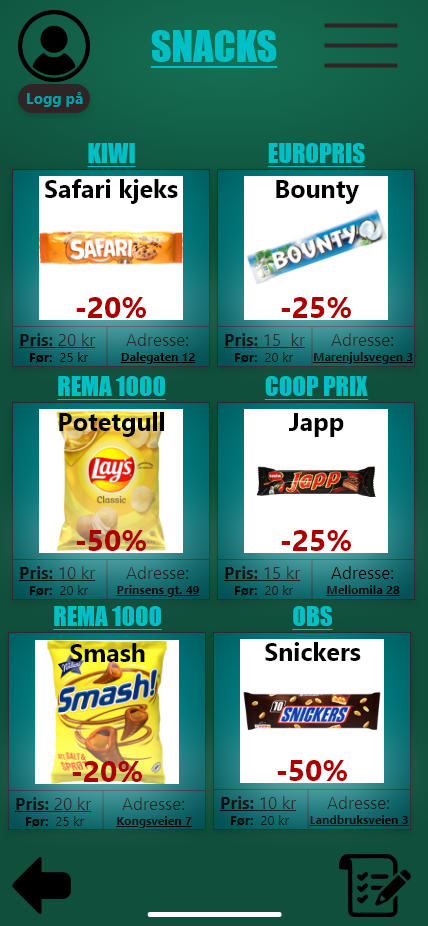 SNACKS
Logg på
KIWI
EUROPRIS
Safari kjeks
SAFARI
-20%
Bounty
BOUNTY
-25%
Pris: 20 kr
Før: 25 kr
Adresse:
Dalegaten 12
Pris: 15 kr
Før: 20 kr
Adresse:
Marenjulsvegen 3
REMA 1000
COOP PRIX
Potetgull
Lay's
Classic
-50%
Japp
Japp
-25%
Pris: 10 kr
Før: 20 kr
Adresse:
Prinsens gt. 49
Pris: 15 kr
Før: 20 kr
Adresse:
Mellomila 28
REMA 1000
OBS
Smash
Smash!
SALT&
SPRØ
-20%
Snickers
10
SNICKERS
-50%
Pris: 20 kr
Før: 25 kr
Adresse:
Kongsveien 7
Pris: 10 kr
Før: 20 kr
Adresse:
Landbruksveien 3